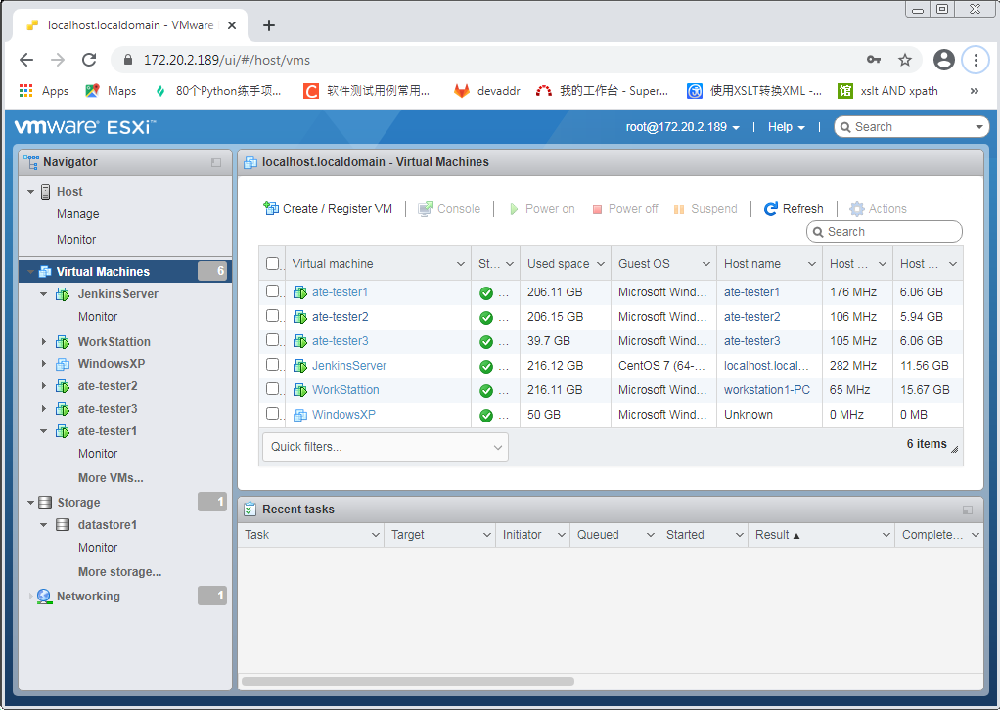 localhost.localdomain - VMware
172.20.2.189/ui/#/host/vms
Apps Maps 80个Python练手项... 软件测试用例常用... devaddr 我的工作台 - Super... 使用XSLT转换XML -... xslt AND xpath »
vmware ESXi™ root@172.20.2.189 | Help | Search
Navigator
Host
Manage
Monitor
Virtual Machines 6
JenkinsServer
Monitor
WorkStattion
WindowsXP
ate-tester2
ate-tester3
ate-tester1
Monitor
More VMs...
Storage 1
datastore1
Monitor
More storage...
Networking 1
localhost.localdomain - Virtual Machines
Create / Register VM | Console | Power on Power off Suspend | Refresh | Actions
Search
Virtual machine St... Used space Guest OS Host name Host ... Host ...
ate-tester1 ... 206.11 GB Microsoft Wind... ate-tester1 176 MHz 6.06 GB
ate-tester2 ... 206.15 GB Microsoft Wind... ate-tester2 106 MHz 5.94 GB
ate-tester3 ... 39.7 GB Microsoft Wind... ate-tester3 105 MHz 6.06 GB
JenkinsServer ... 216.12 GB CentOS 7 (64-... localhost.local... 282 MHz 11.56 GB
WorkStattion ... 216.11 GB Microsoft Wind... workstation1-PC 65 MHz 15.67 GB
WindowsXP ... 50 GB Microsoft Wind... Unknown 0 MHz 0 MB
Quick filters...
6 items
Recent tasks
Task Target Initiator Queued Started Result ▲ Complete...